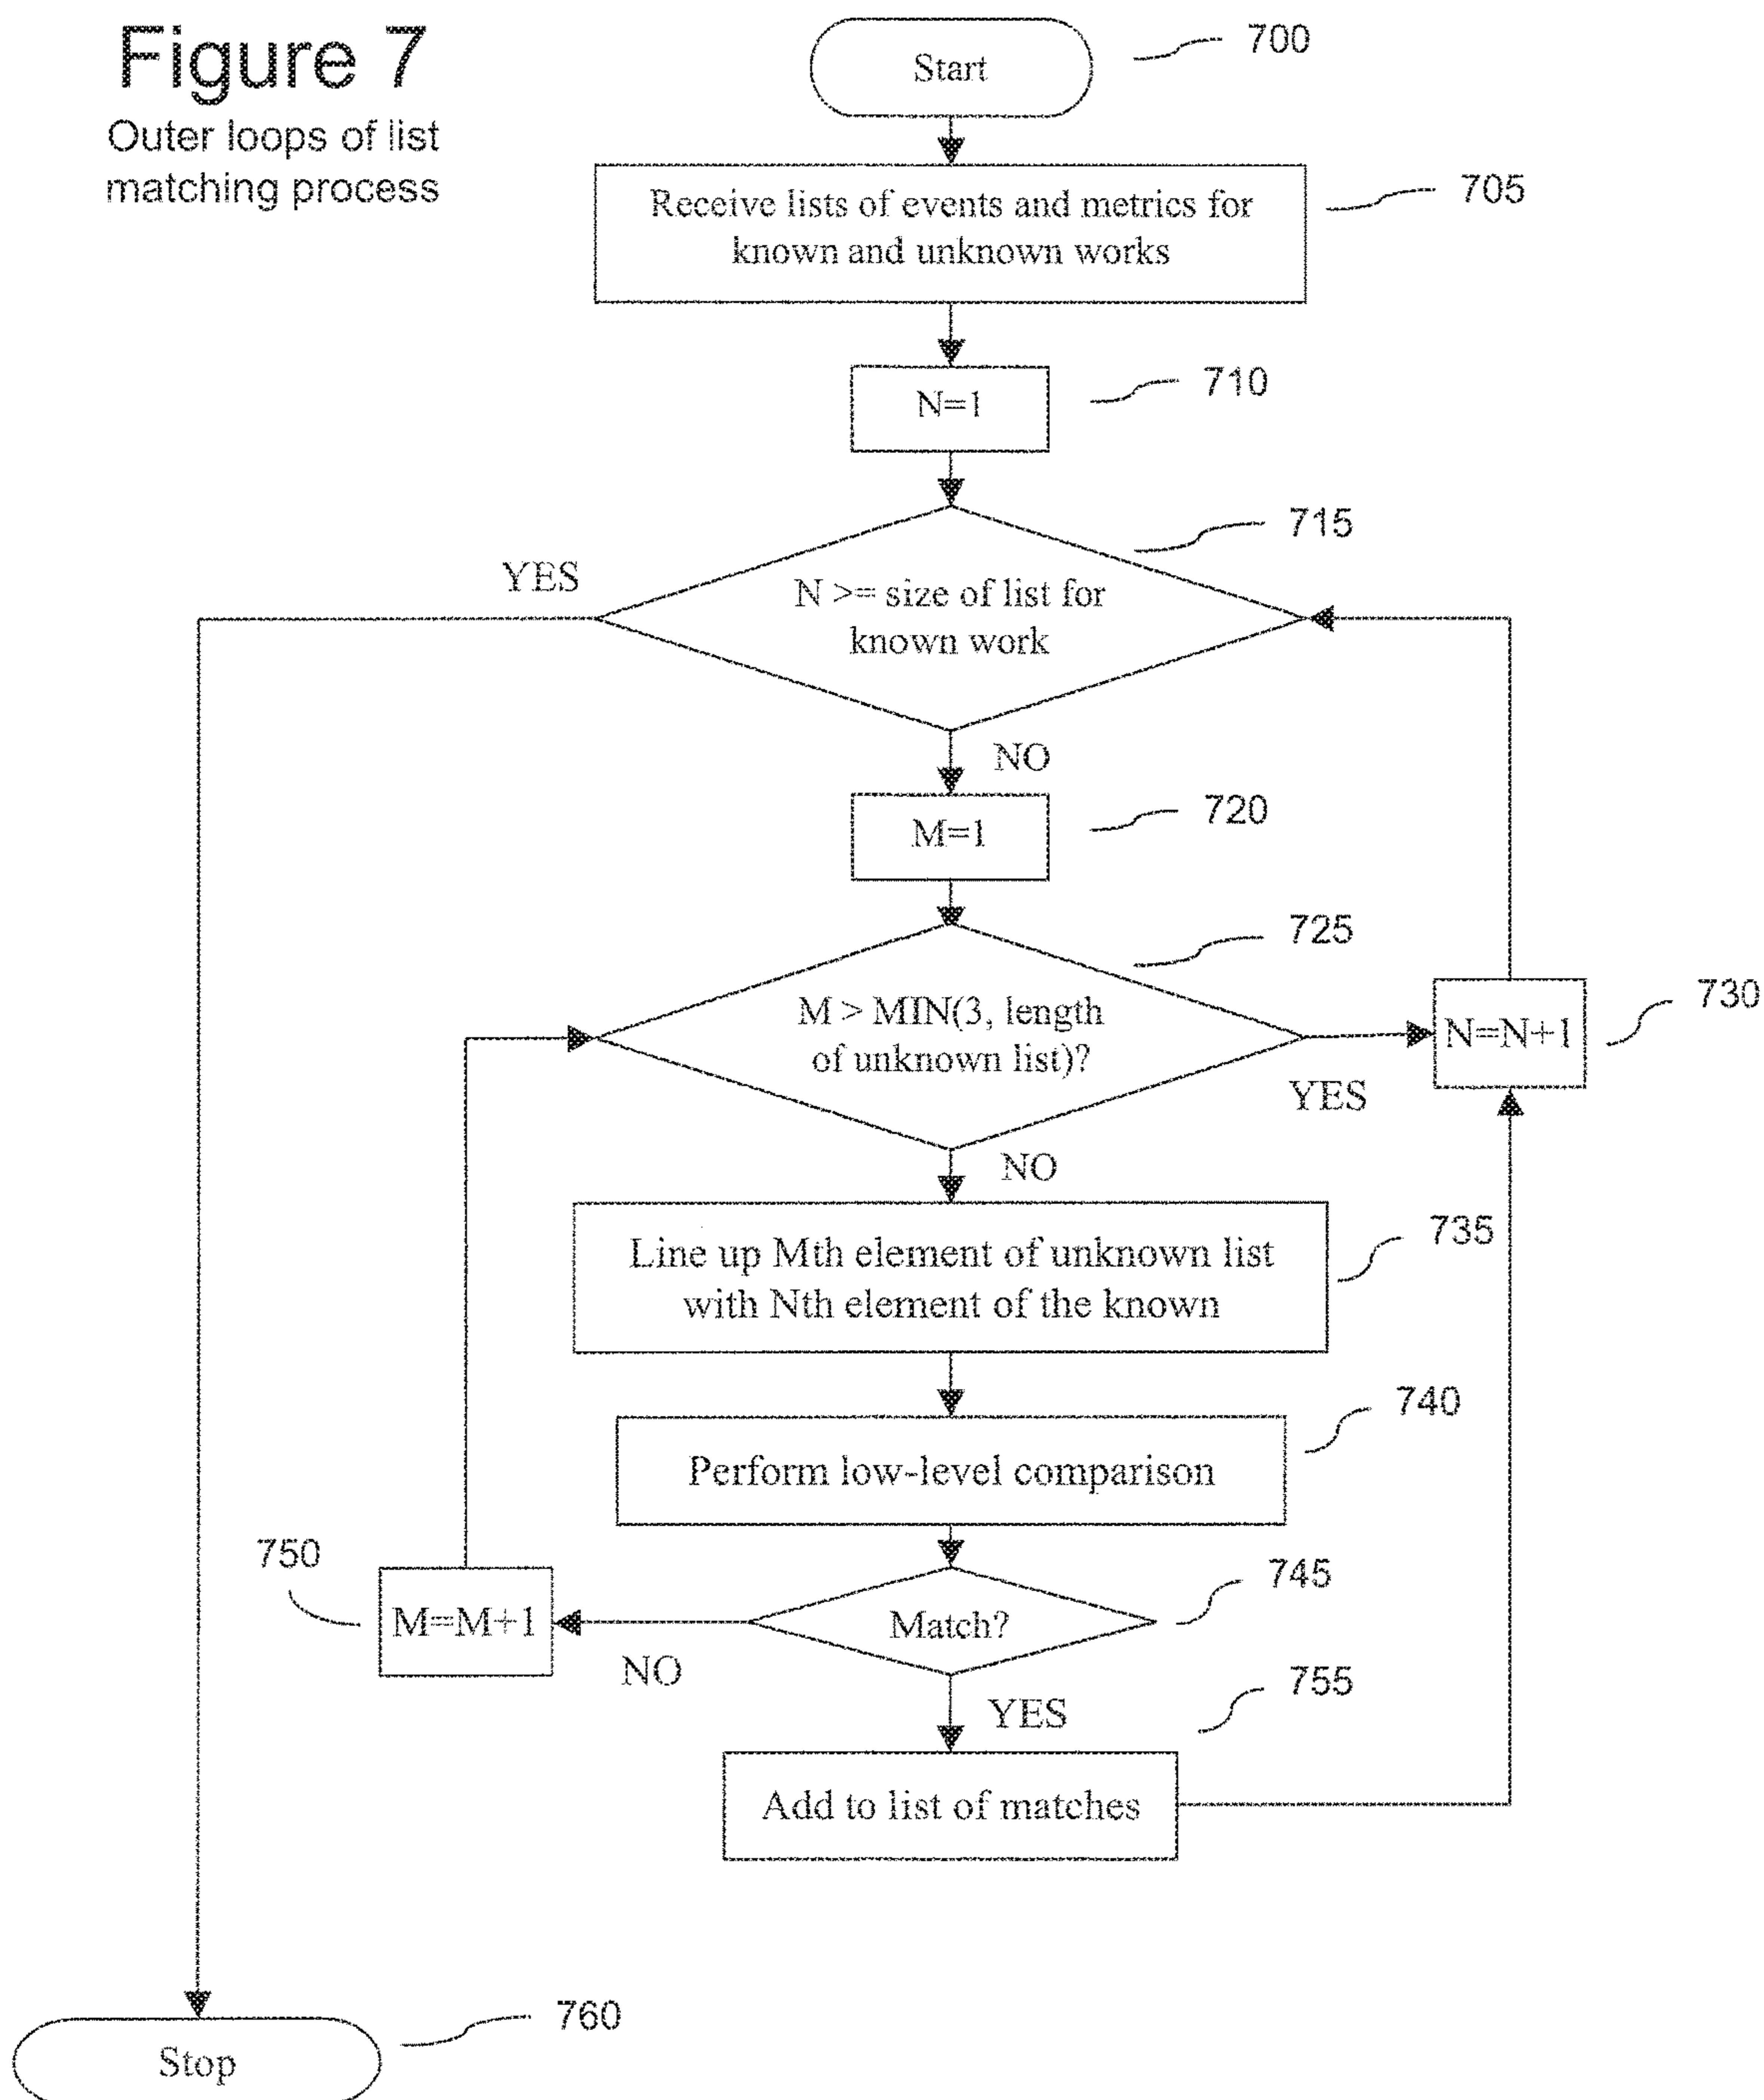 Figure 7
Outer loops of list
matching process
Start
700
Receive lists of events and metrics for
known and unknown works
705
N=1
710
715
YES
N >= size of list for
known work
NO
M=1
720
725
M > MIN(3, length
of unknown list)?
YES
N=N+1
730
NO
Line up Mth element of unknown list
with Nth element of the known
735
Perform low-level comparison
740
750
M=M+1
NO
Match?
745
YES
755
Add to list of matches
Stop
760